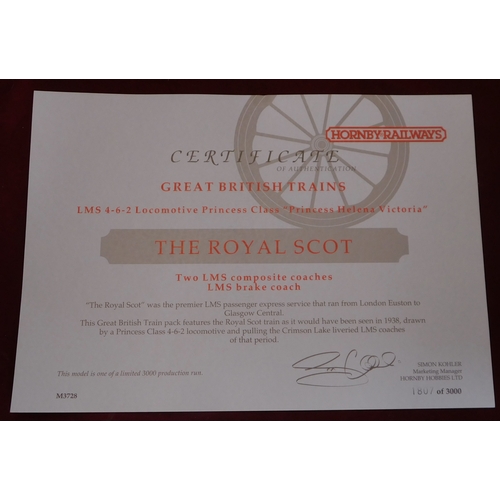 HORNBY RAILWAYS
CERTIFICATE
OF AUTHENTICATION
GREAT BRITISH TRAINS
LMS 4-6-2 Locomotive Princess Class "Princess Helena Victoria"
THE ROYAL SCOT
Two LMS composite coaches
LMS brake coach
"The Royal Scot" was the premier LMS passenger express service that ran from London Euston to
Glasgow Central.
This Great British Train pack features the Royal Scot train as it would have been seen in 1938, drawn
by a Princess Class 4-6-2 locomotive and pulling the Crimson Lake liveried LMS coaches
of that period.
This model is one of a limited 3000 production run
SIMON KOHLER
Marketing Manager
HORNBY HOBBIES LTD
M3728
1807 of 3000